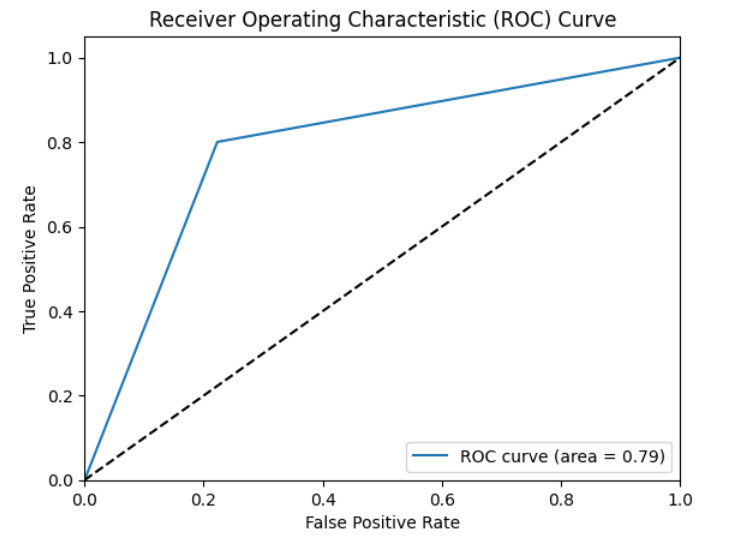 Receiver Operating Characteristic (ROC) Curve
1.0
0.8
0.6
0.4
0.2
0.0
True Positive Rate
ROC curve (area = 0.79)
0.0 0.2 0.4 0.6 0.8 1.0
False Positive Rate